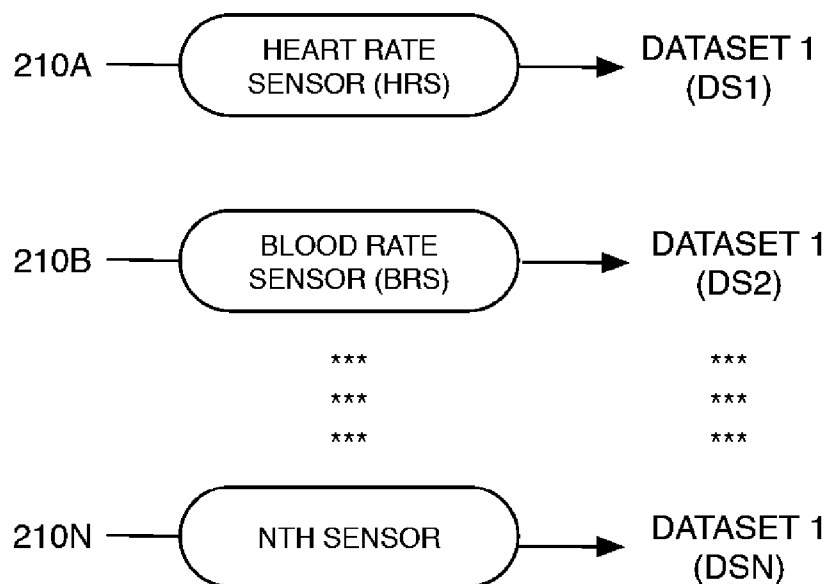 210A
HEART RATE
SENSOR (HRS)
DATASET 1
(DS1)
210B
BLOOD RATE
SENSOR (BRS)
DATASET 1
(DS2)
*** ***
*** ***
*** ***
210N
NTH SENSOR
DATASET 1
(DSN)